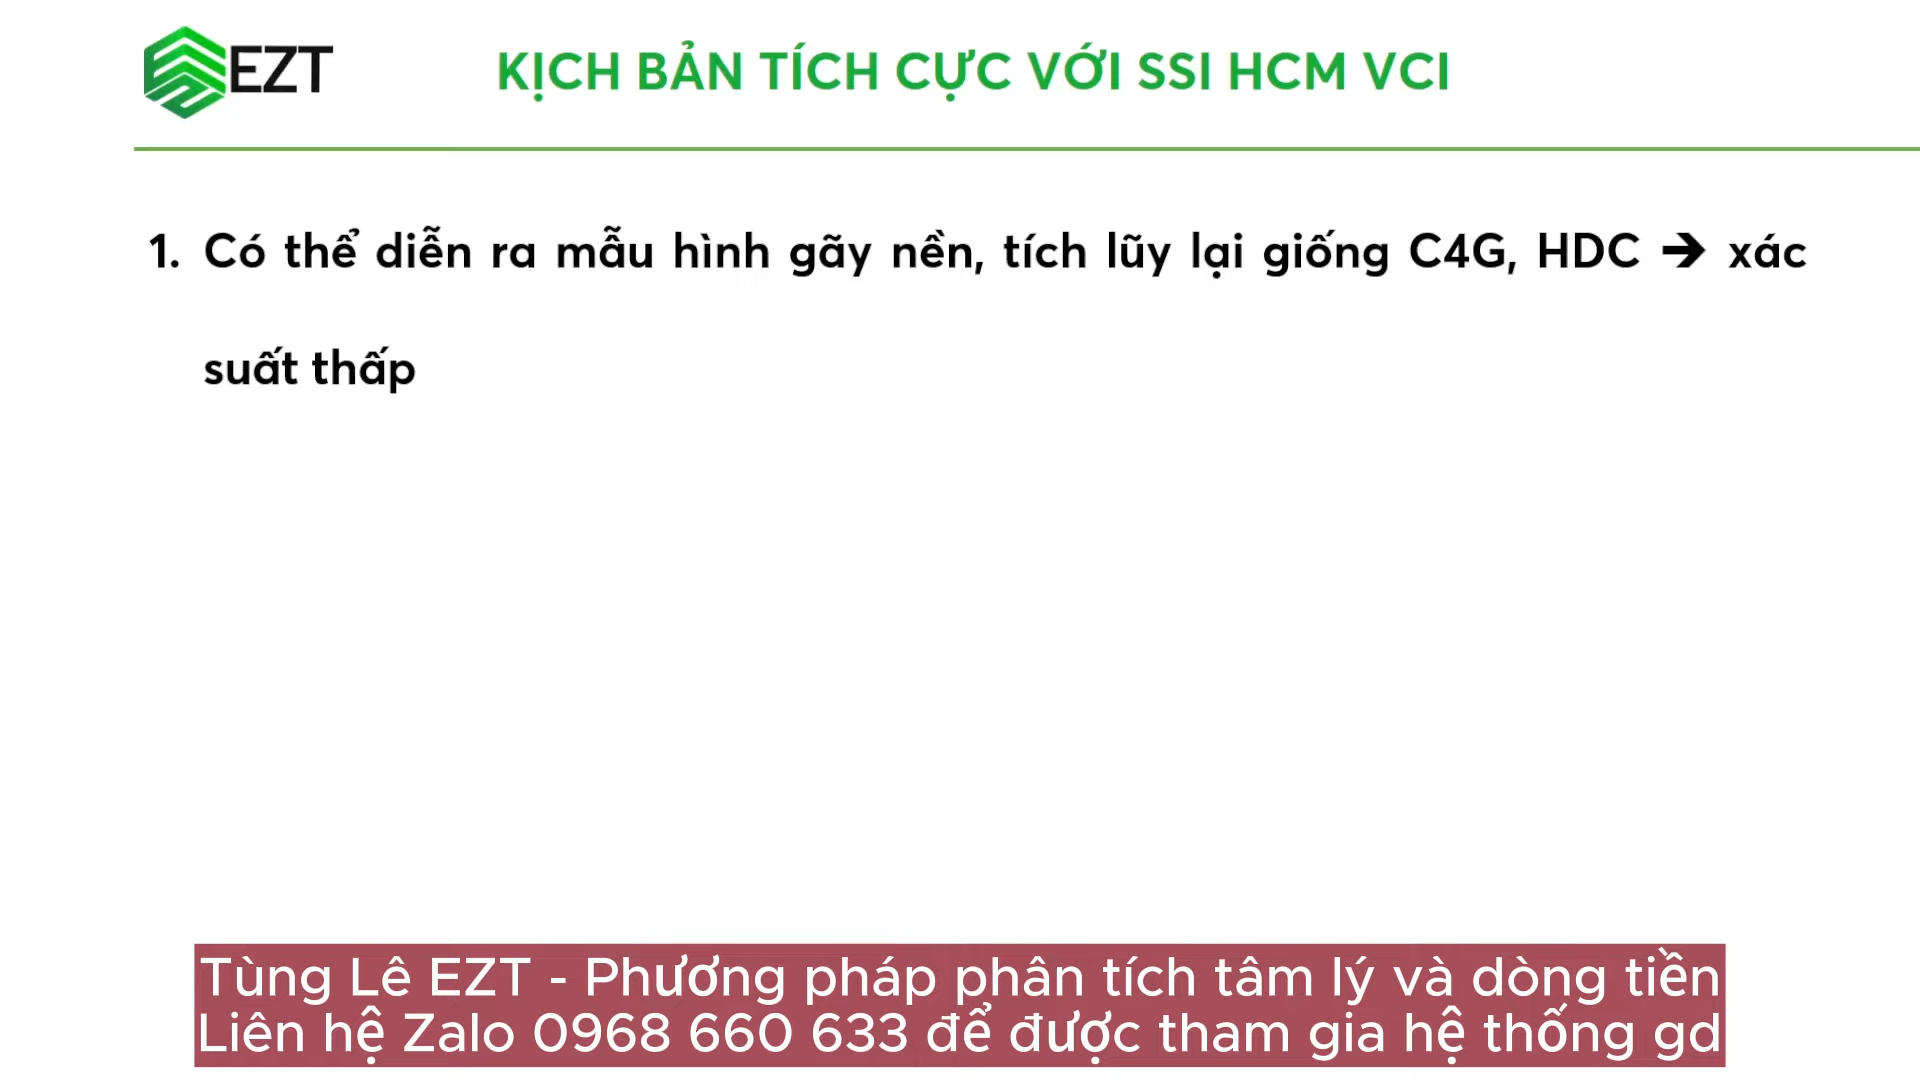 EZT
KỊCH BẢN TÍCH CỰC VỚI SSI HCM VCI
1. Có thể diễn ra mẫu hình gãy nền, tích lũy lại giống C4G, HDC ➔ xác
suất thấp
Tùng Lê EZT - Phương pháp phân tích tâm lý và dòng tiền
Liên hệ Zalo 0968 660 633 để được tham gia hệ thống gd